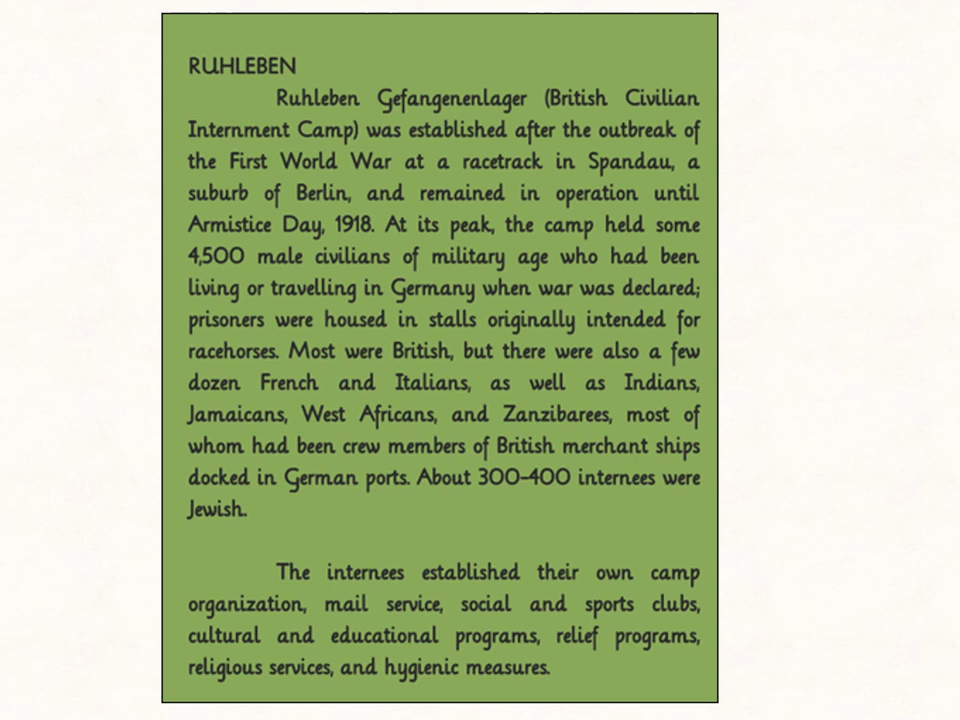 RUHLEBEN
Ruhleben Gefangenenlager (British Civilian
Internment Camp) was established after the outbreak of
the First World War at a racetrack in Spandau, a
suburb of Berlin, and remained in operation until
Armistice Day, 1918. At its peak, the camp held some
4,500 male civilians of military age who had been
living or travelling in Germany when war was declared;
prisoners were housed in stalls originally intended for
racehorses. Most were British, but there were also a few
dozen French and Italians, as well as Indians,
Jamaicans, West Africans, and Zanzibarees, most of
whom had been crew members of British merchant ships
docked in German ports. About 300-400 internees were
Jewish.
The internees established their own camp
organization, mail service, social and sports clubs,
cultural and educational programs, relief programs,
religious services, and hygienic measures.